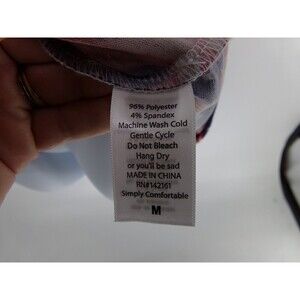 96% Polyester
4% Spandex
Machine Wash Cold
Gentle Cycle
Do Not Bleach
Hang Dry
or you'll be sad
MADE IN CHINA
RN#142161
Simply Comfortable
M